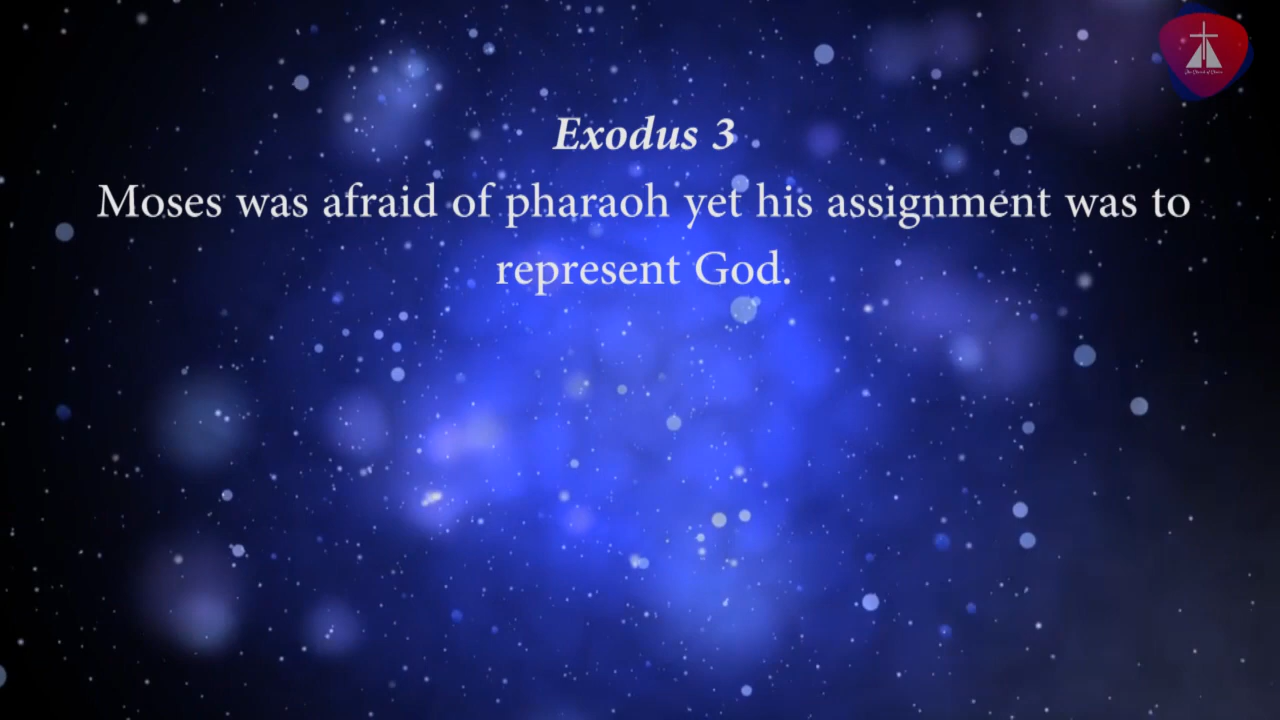 Exodus 3
Moses was afraid of pharaoh yet his assignment was to
represent God.